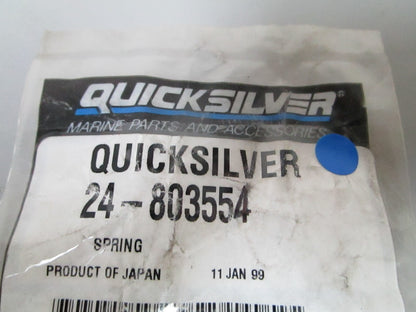 QUICKSILVER®
MARINE PARTS AND ACCESSORIES
QUICKSILVER
24-803554
SPRING
PRODUCT OF JAPAN 11 JAN 99